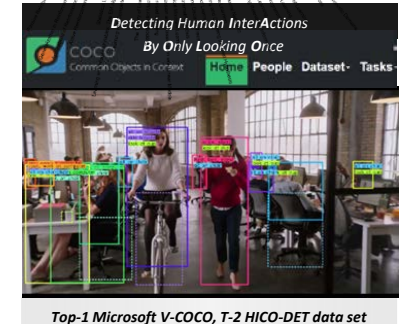 Detecting Human InterActions
By Only Looking Once
COCO
Common Objects in Context
Home People Dataset- Tasks-
Top-1 Microsoft V-COCO, T-2 HICO-DET data set